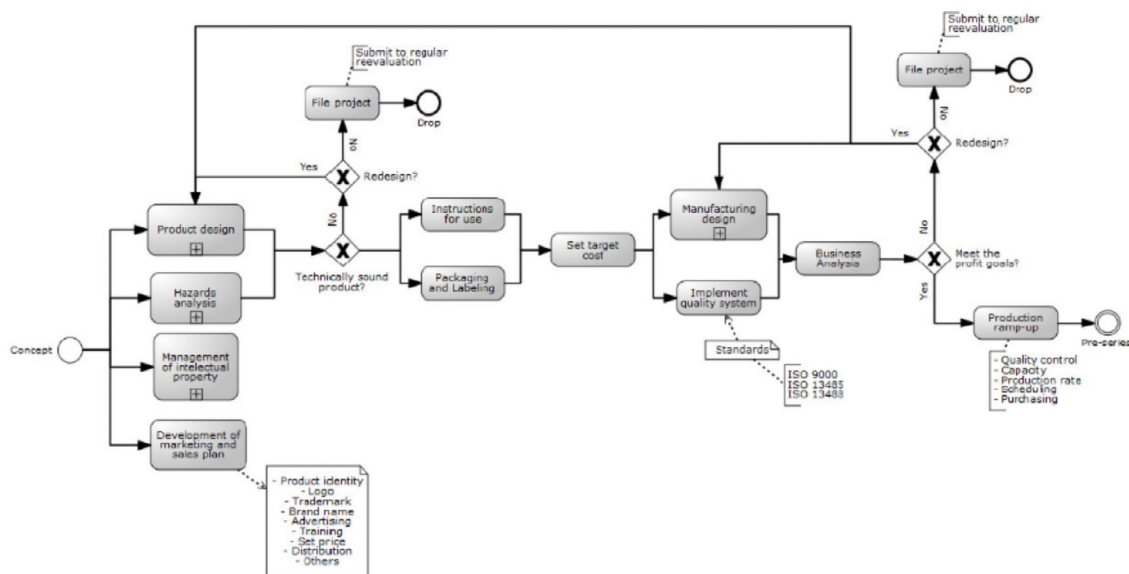 Submit to regular
reevaluation
File project
Drop
No
Yes
Redesign?
No
Technically sound
product?
Concept
Product design
Hazards
analysis
Management
of intelectual
property
Development of
marketing and
sales plan
- Product identity
- Logo
- Trademark
- Brand name
- Advertising
- Training
- Set price
- Distribution
- Others
Instructions
for use
Packaging
and Labeling
Set target
cost
Manufacturing
design
Implement
quality system
Standards
ISO 9000
ISO 13485
ISO 13488
Business
Analysis
Submit to regular
reevaluation
File project
Drop
No
Yes
Redesign?
No
Meet the
profit goals?
Yes
Production
ramp-up
Pre-series
- Quality control
- Capacity
- Production rate
- Scheduling
- Purchasing